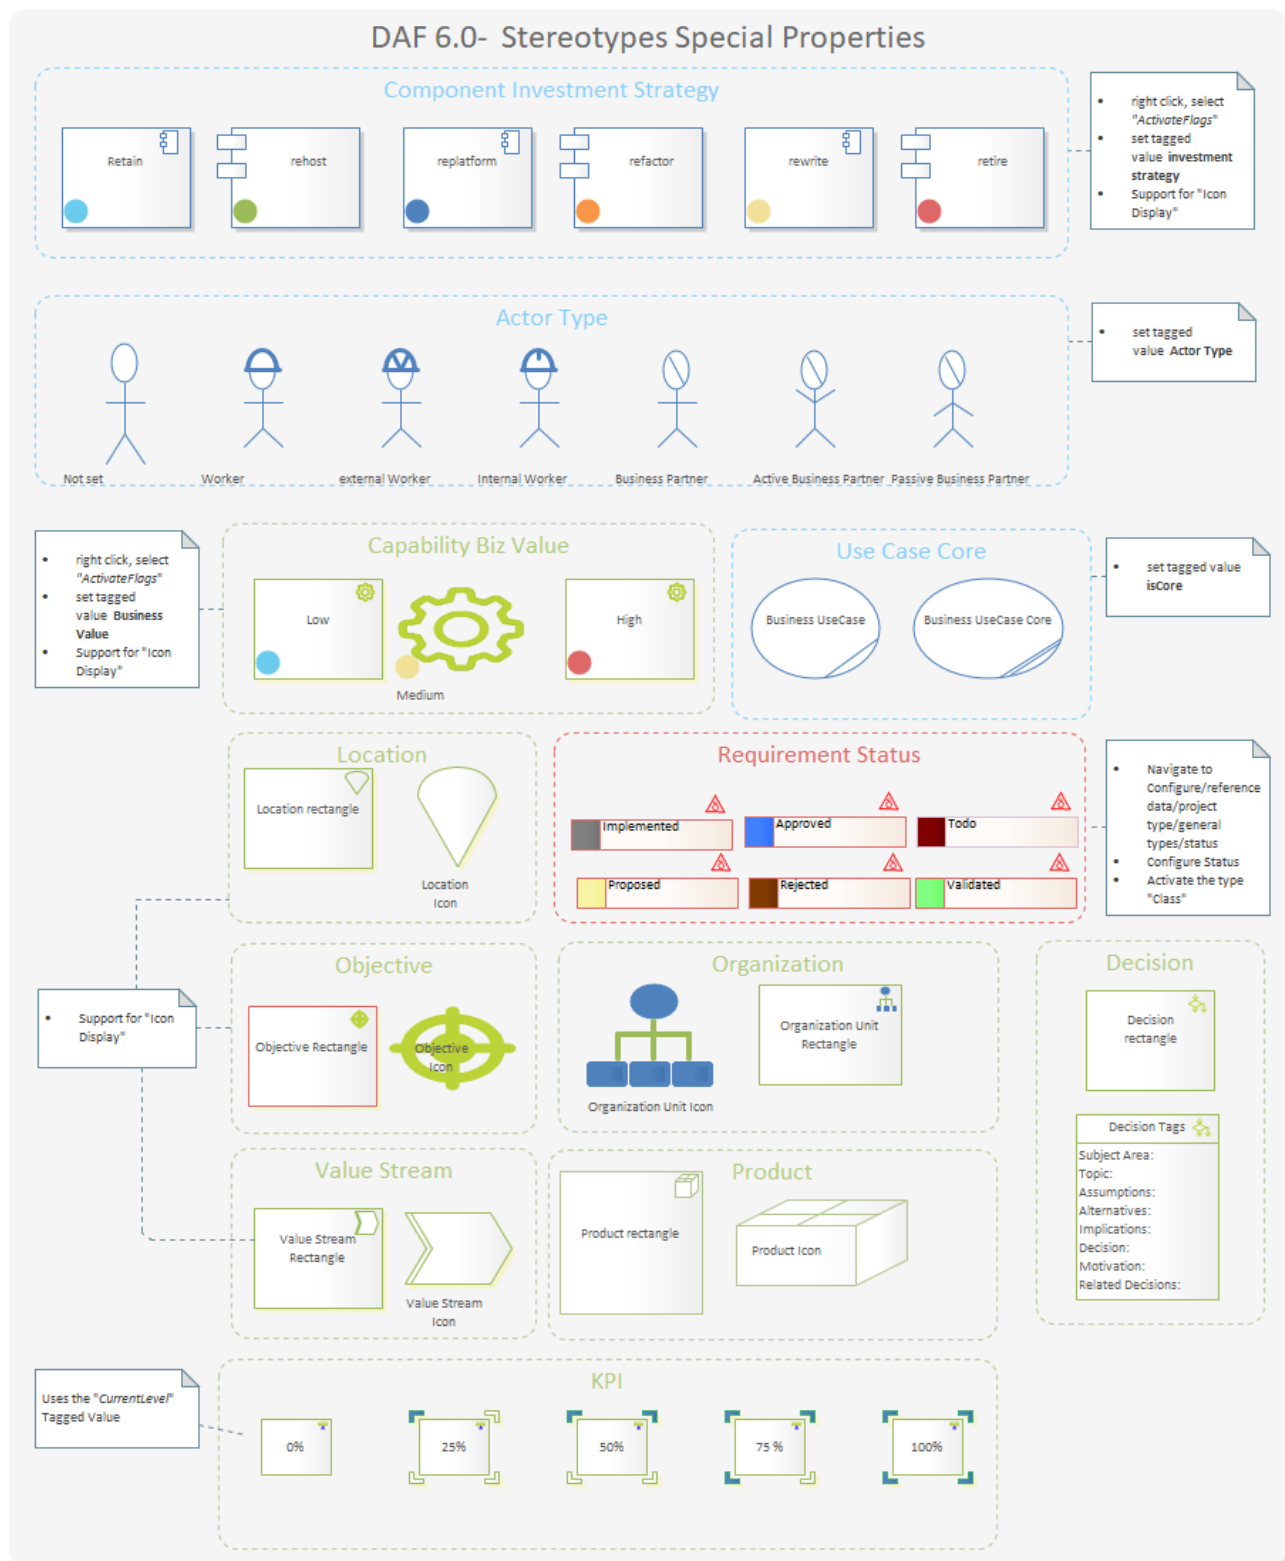 DAF 6.0-  Stereotypes Special Properties
Component Investment Strategy
Retain
rehost
replatform
refactor
rewrite
retire
• right click, select
"ActivateFlags"
• set tagged
value investment
strategy
• Support for "Icon
Display"
Actor Type
Not set
Worker
external Worker
Internal Worker
Business Partner
Active Business Partner
Passive Business Partner
• set tagged
value Actor Type
• right click, select
"ActivateFlags"
• set tagged
value Business
Value
• Support for "Icon
Display"
Capability Biz Value
Low
Medium
High
Use Case Core
Business UseCase
Business UseCase Core
• set tagged value
isCore
Location
Location rectangle
Location
Icon
Requirement Status
Implemented
Approved
Todo
Proposed
Rejected
Validated
• Navigate to
Configure/reference
data/project
type/general
types/status
• Configure Status
• Activate the type
"Class"
• Support for "Icon
Display"
Objective
Objective Rectangle
Objective
Icon
Organization
Organization Unit Icon
Organization Unit
Rectangle
Decision
Decision
rectangle
Decision Tags
Subject Area:
Topic:
Assumptions:
Alternatives:
Implications:
Decision:
Motivation:
Related Decisions:
Value Stream
Value Stream
Rectangle
Value Stream
Icon
Product
Product rectangle
Product Icon
Uses the "CurrentLevel"
Tagged Value
KPI
0%
25%
50%
75 %
100%